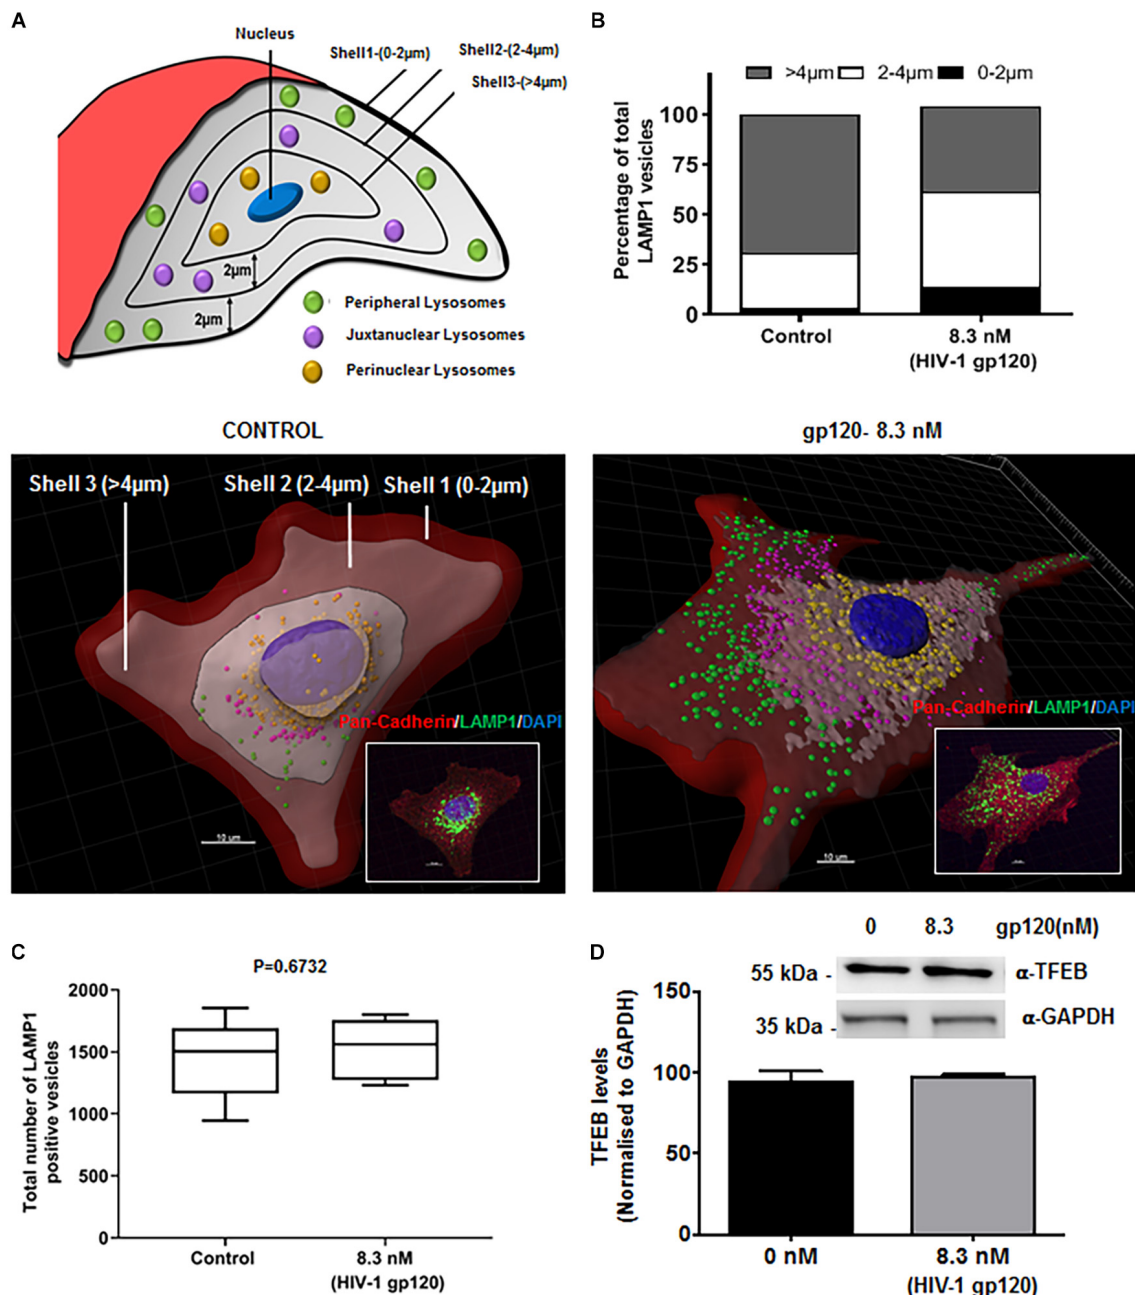 A
Nucleus
Shell1-(0-2µm)
Shell2-(2-4µm)
Shell3-(>4µm)
2µm
2µm
Peripheral Lysosomes
Juxtanuclear Lysosomes
Perinuclear Lysosomes
B
>4µm 2-4µm 0-2µm
Percentage of total
LAMP1 vesicles
100
75
50
25
0
Control
8.3 nM
(HIV-1 gp120)
CONTROL
Shell 3 (>4µm)
Shell 2 (2-4µm)
Shell 1 (0-2µm)
Pan-Cadherin/LAMP1/DAPI
10 µm
gp120- 8.3 nM
Pan-Cadherin/LAMP1/DAPI
10 µm
C
P=0.6732
Total number of LAMP1
positive vesicles
2000
1500
1000
500
0
Control
8.3 nM
(HIV-1 gp120)
D
0 8.3 gp120(nM)
55 kDa - α-TFEB
35 kDa - α-GAPDH
TFEB levels
(Normalised to GAPDH)
150
100
50
0
0 nM
8.3 nM
(HIV-1 gp120)